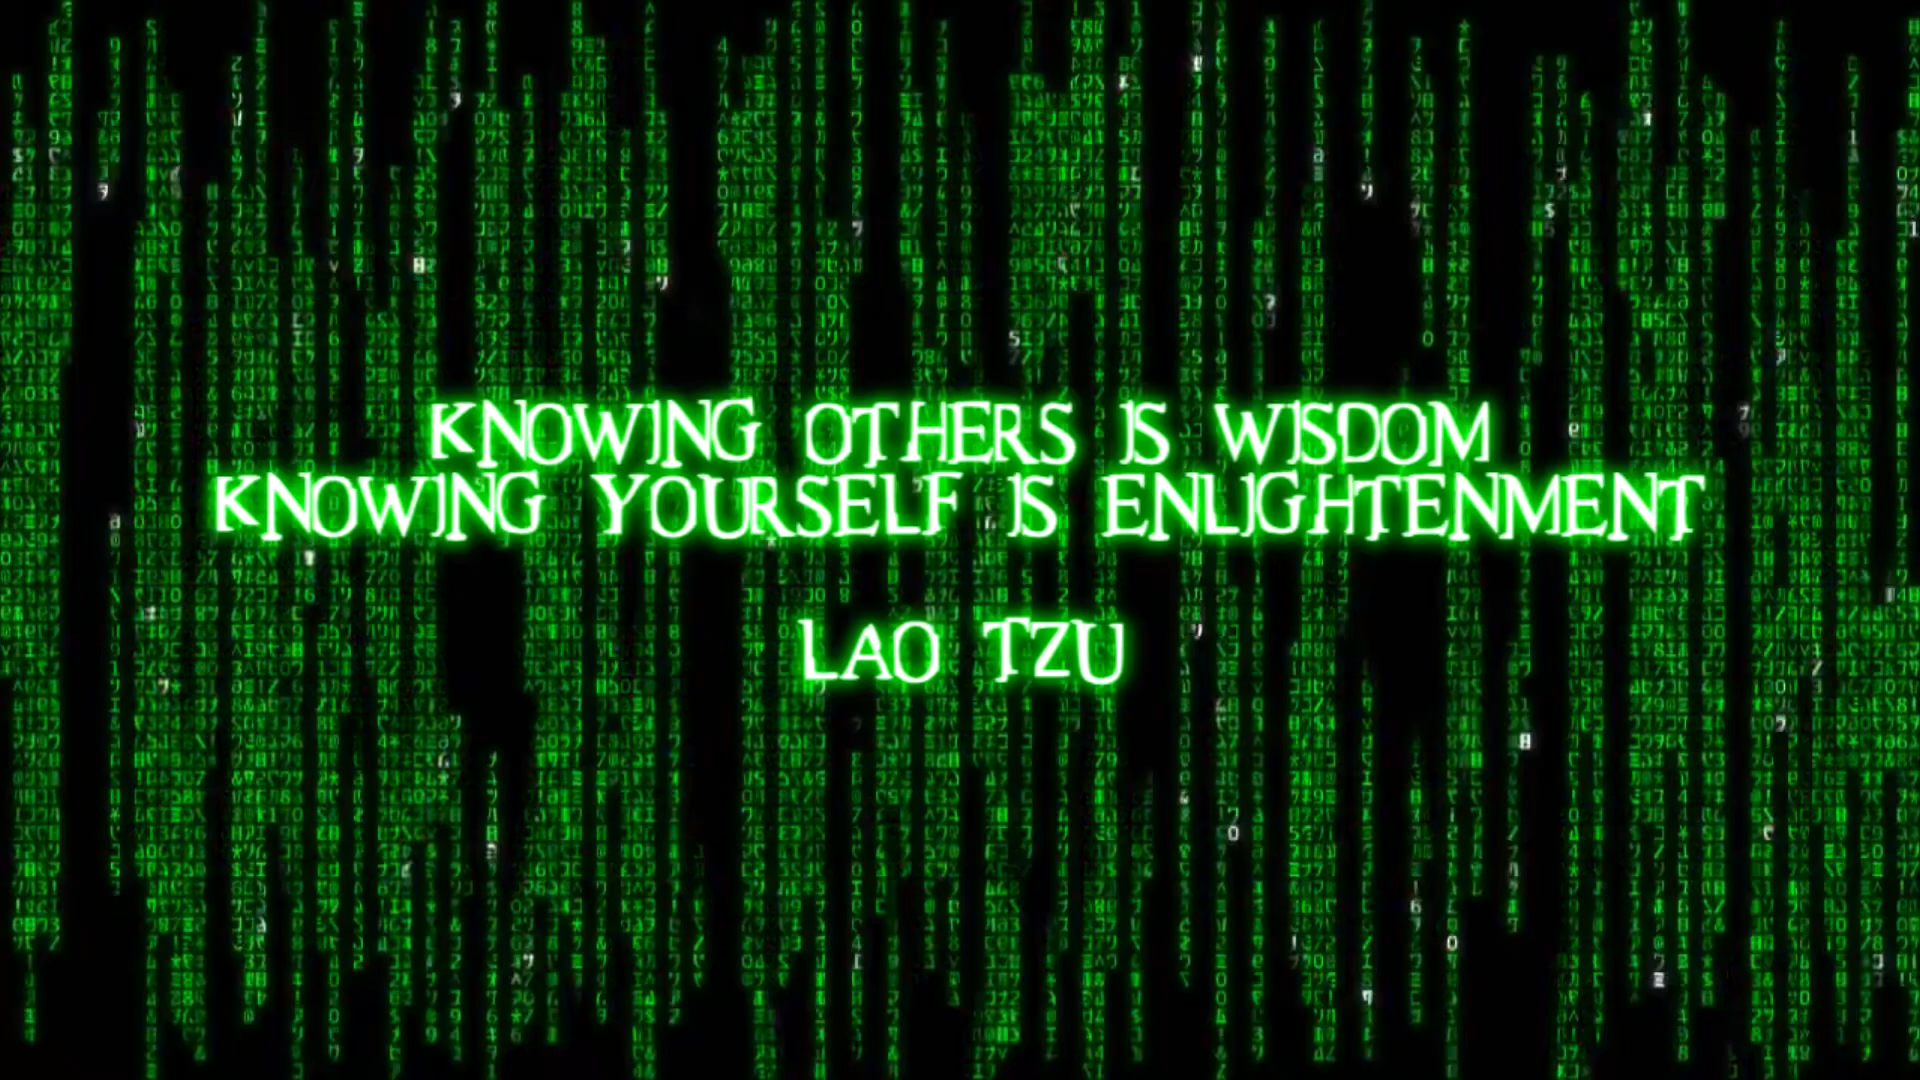 KNOWING OTHERS IS WISDOM
KNOWING YOURSELF IS ENLIGHTENMENT
LAO TZU